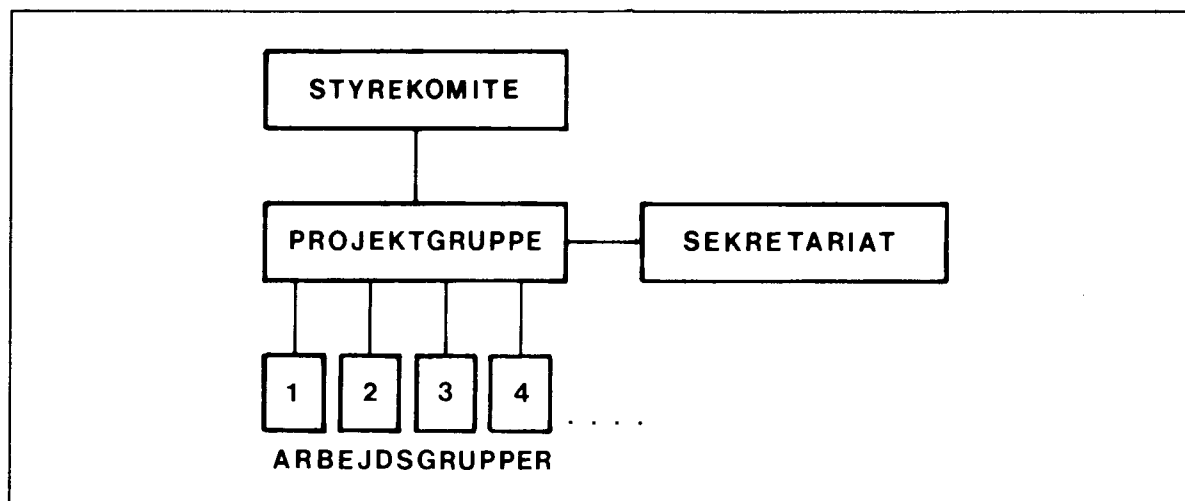 STYREKOMITE
PROJEKTGRUPPE SEKRETARIAT
1 2 3 4 . . . .
ARBEJDSGRUPPER